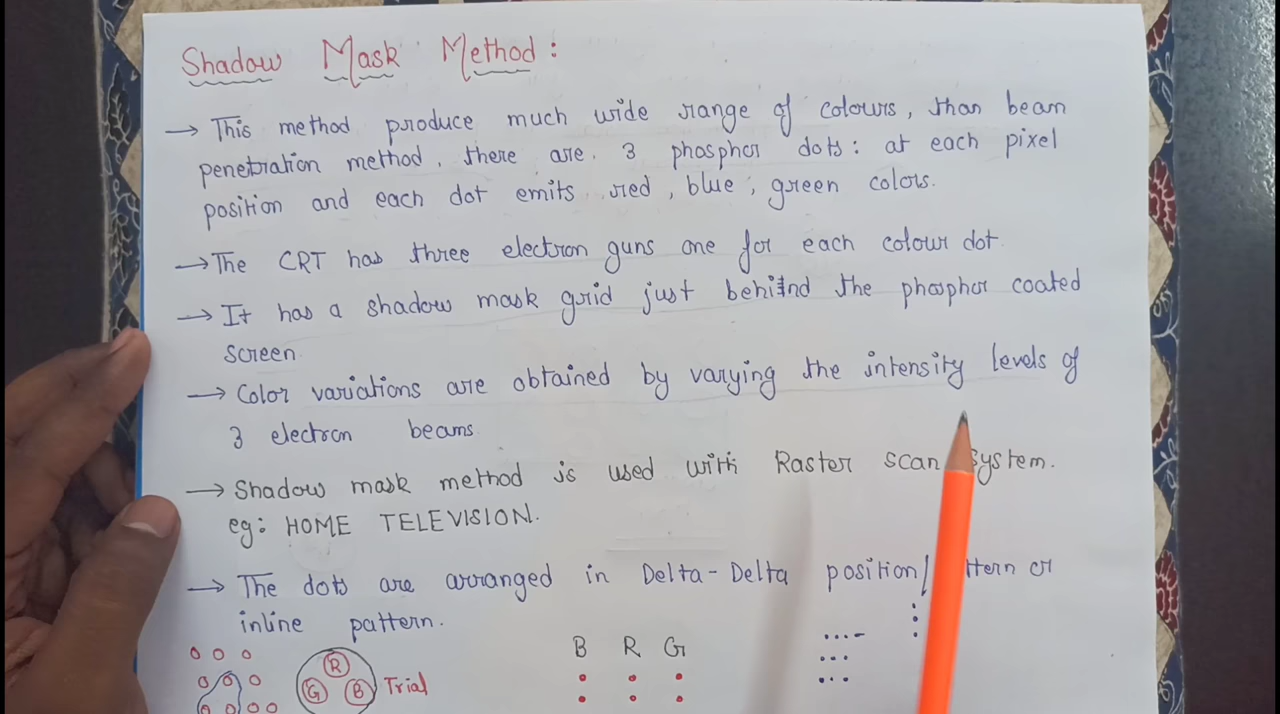 Shadow Mask Method :
→ This method produce much wide range of colours, than beam
penetration method. there are. 3 phosphor dots: at each pixel
position and each dot emits red, blue, green colors.
→ The CRT has three electron guns one for each colour dot.
→ It has a shadow mask grid just behind the phosphor coated
screen
→ Color variations are obtained by varying the intensity levels of
3 electron beams
→ Shadow mask method is used with Raster scan system.
eg: HOME TELEVISION.
→ The dots are arranged in Delta-Delta position/ or
inline pattern.
B R G
R
G B Trial